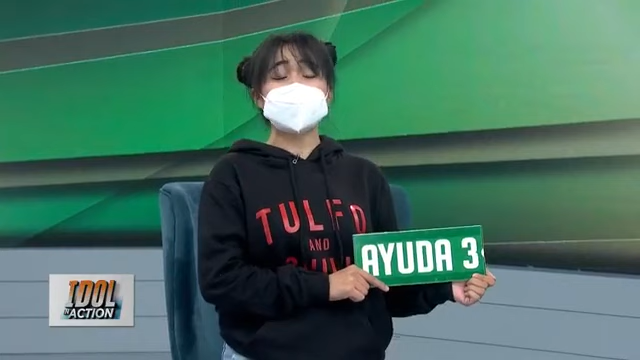 TULFO
AND
AYUDA 3
IDOL
IN ACTION